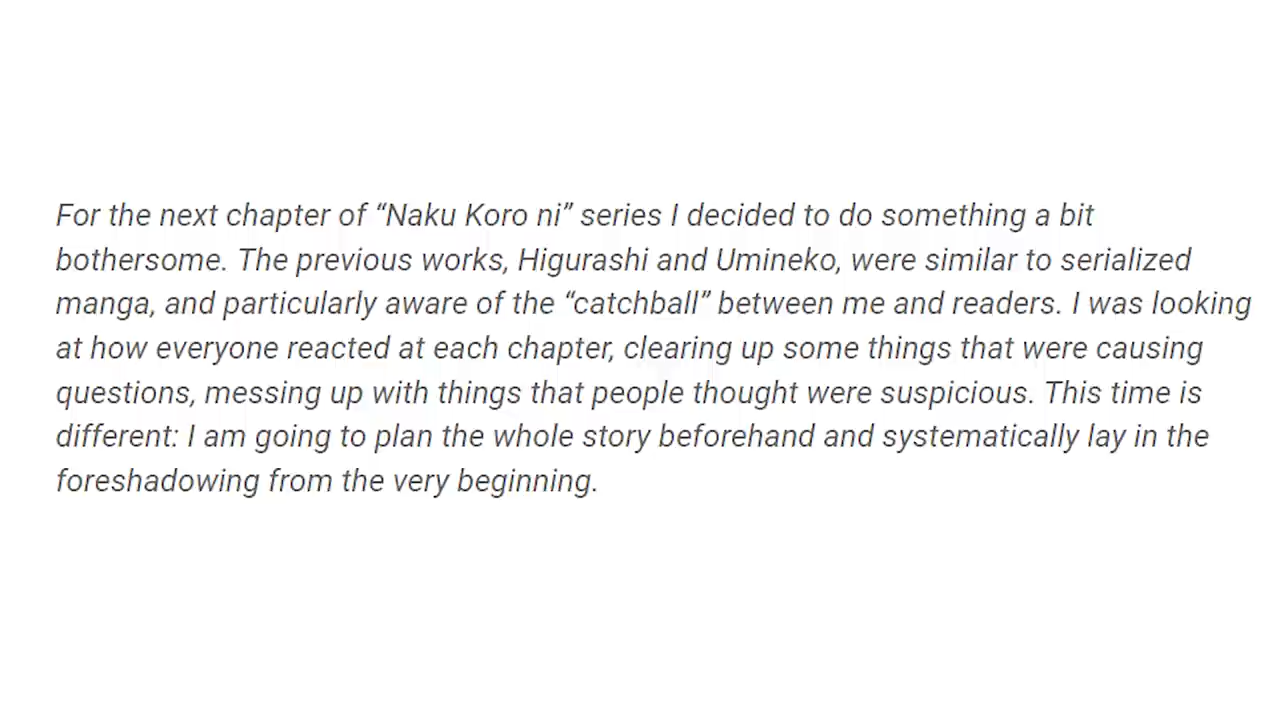 For the next chapter of “Naku Koro ni” series I decided to do something a bit
bothersome. The previous works, Higurashi and Umineko, were similar to serialized
manga, and particularly aware of the “catchball” between me and readers. I was looking
at how everyone reacted at each chapter, clearing up some things that were causing
questions, messing up with things that people thought were suspicious. This time is
different: I am going to plan the whole story beforehand and systematically lay in the
foreshadowing from the very beginning.